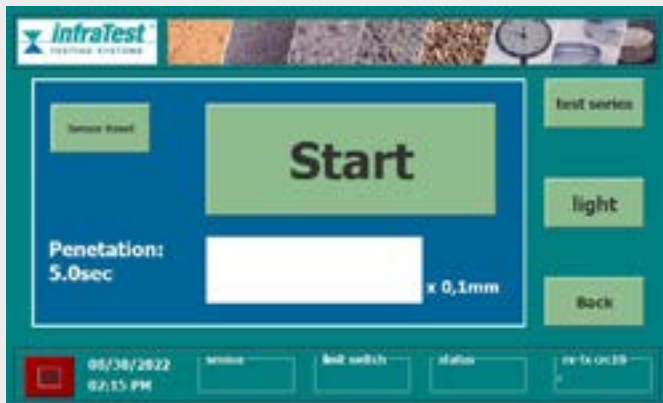 infraTest
TESTING SYSTEMS
test series
Sensor Reset
Start
light
Penetation:
5.0sec
x 0,1mm
Back
08/30/2022
02:15 PM
sensor
limit switch
status